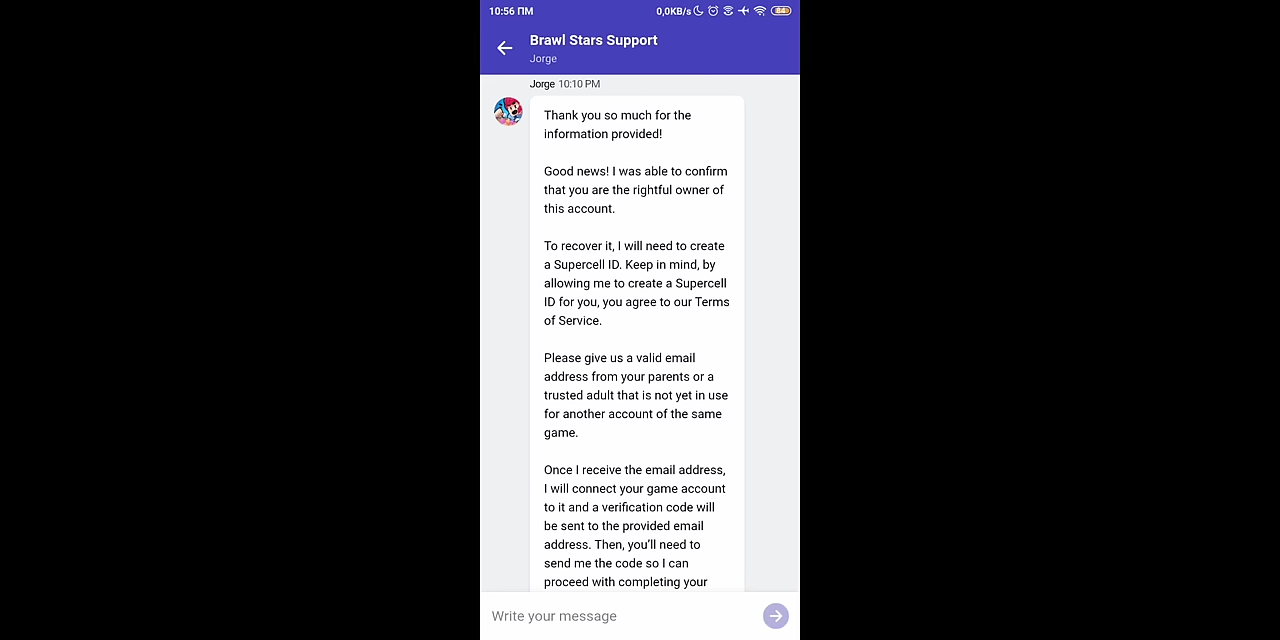 10:56 ПМ
0,0KB/s
84
Brawl Stars Support
Jorge
Jorge 10:10 PM
Thank you so much for the
information provided!
Good news! I was able to confirm
that you are the rightful owner of
this account.
To recover it, I will need to create
a Supercell ID. Keep in mind, by
allowing me to create a Supercell
ID for you, you agree to our Terms
of Service.
Please give us a valid email
address from your parents or a
trusted adult that is not yet in use
for another account of the same
game.
Once I receive the email address,
I will connect your game account
to it and a verification code will
be sent to the provided email
address. Then, you’ll need to
send me the code so I can
proceed with completing your
Write your message